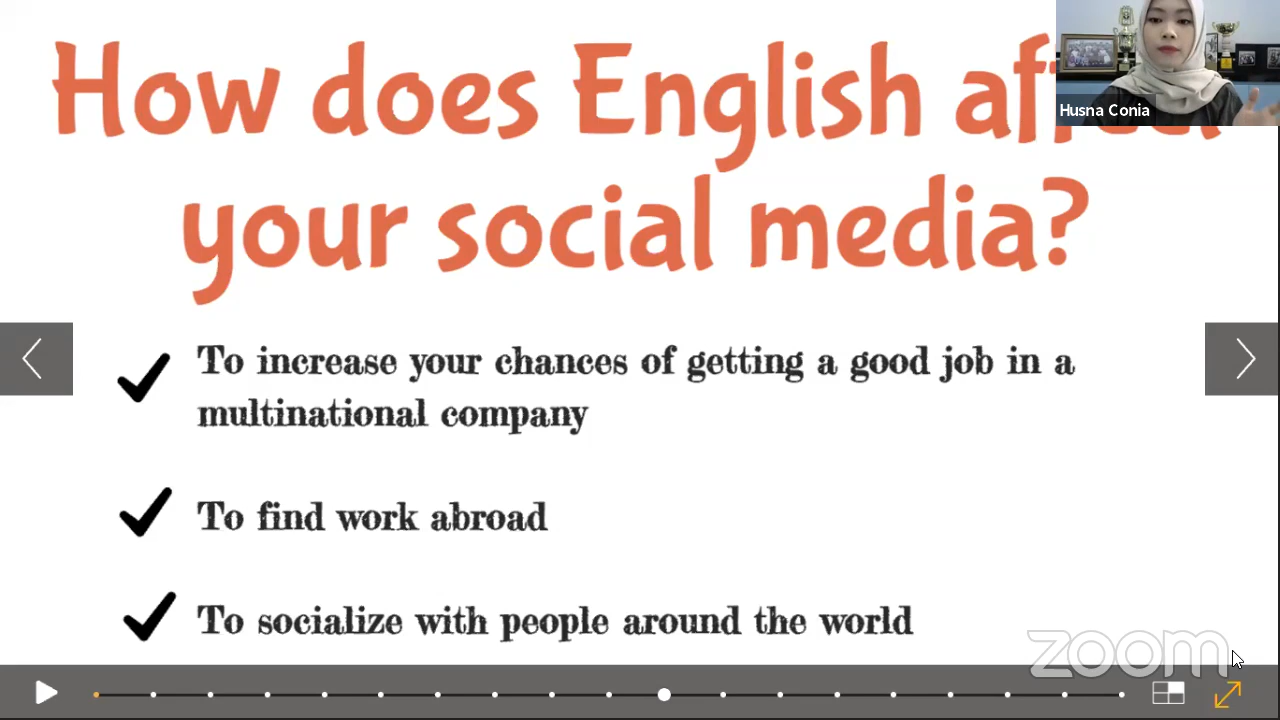 How does English affect
your social media?
Husna Conia
To increase your chances of getting a good job in a
multinational company
To find work abroad
To socialize with people around the world
zoom